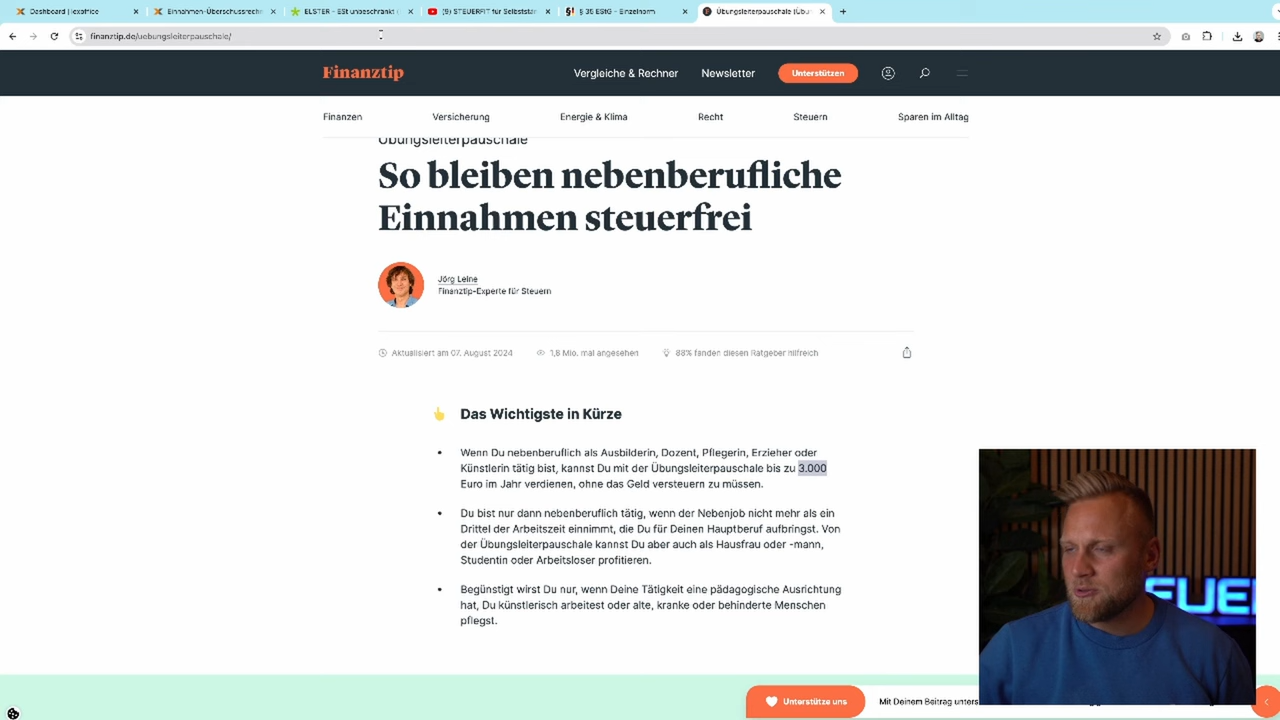 Dashboard | lexoffice
Einnahmen-Überschussrechn
ELSTER - ESt unbeschränkt (
(9) STEUERFIT für Selbststän
§ 35 EStG - Einzelnorm
Übungsleiterpauschale (Übu
finanztip.de/uebungsleiterpauschale/
Finanztip
Vergleiche & Rechner
Newsletter
Unterstützen
Finanzen
Versicherung
Energie & Klima
Recht
Steuern
Sparen im Alltag
Übungsleiterpauschale
So bleiben nebenberufliche
Einnahmen steuerfrei
Jörg Leine
Finanztip-Experte für Steuern
Aktualisiert am 07. August 2024
1,8 Mio. mal angesehen
88% fanden diesen Ratgeber hilfreich
Das Wichtigste in Kürze
• Wenn Du nebenberuflich als Ausbilderin, Dozent, Pflegerin, Erzieher oder
Künstlerin tätig bist, kannst Du mit der Übungsleiterpauschale bis zu 3.000
Euro im Jahr verdienen, ohne das Geld versteuern zu müssen.
• Du bist nur dann nebenberuflich tätig, wenn der Nebenjob nicht mehr als ein
Drittel der Arbeitszeit einnimmt, die Du für Deinen Hauptberuf aufbringst. Von
der Übungsleiterpauschale kannst Du aber auch als Hausfrau oder -mann,
Studentin oder Arbeitsloser profitieren.
• Begünstigt wirst Du nur, wenn Deine Tätigkeit eine pädagogische Ausrichtung
hat, Du künstlerisch arbeitest oder alte, kranke oder behinderte Menschen
pflegst.
Unterstütze uns
Mit Deinem Beitrag unters